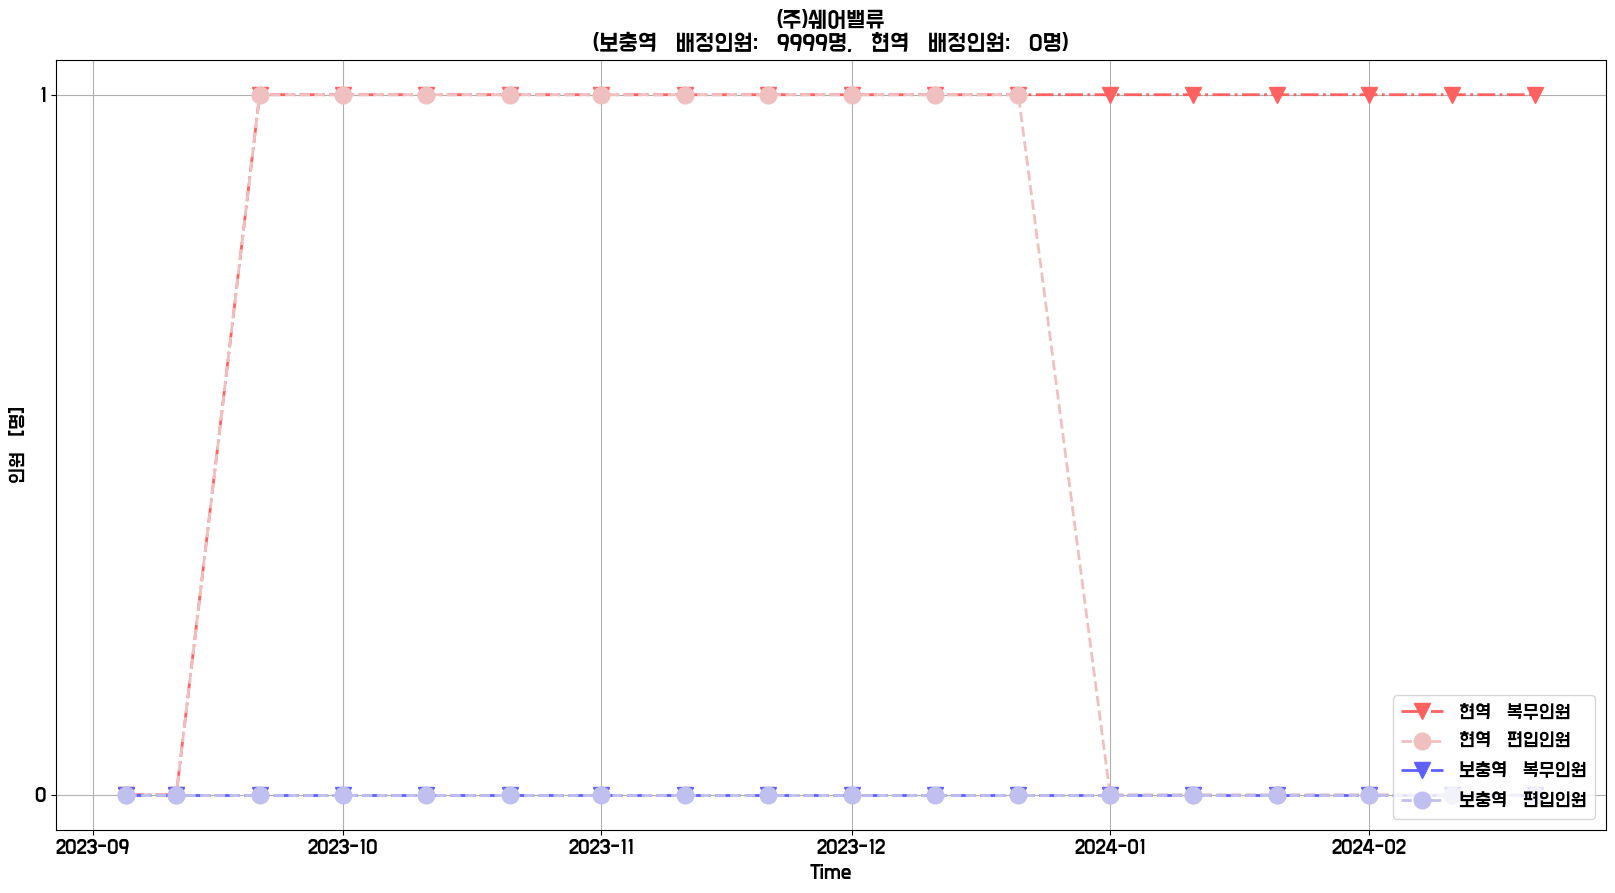 (주)쉐어밸류
(보충역 배정인원: 9999명, 현역 배정인원: 0명)
1
인원 [명]
0
현역 복무인원
현역 편입인원
보충역 복무인원
보충역 편입인원
2023-09 2023-10 2023-11 2023-12 2024-01 2024-02
Time